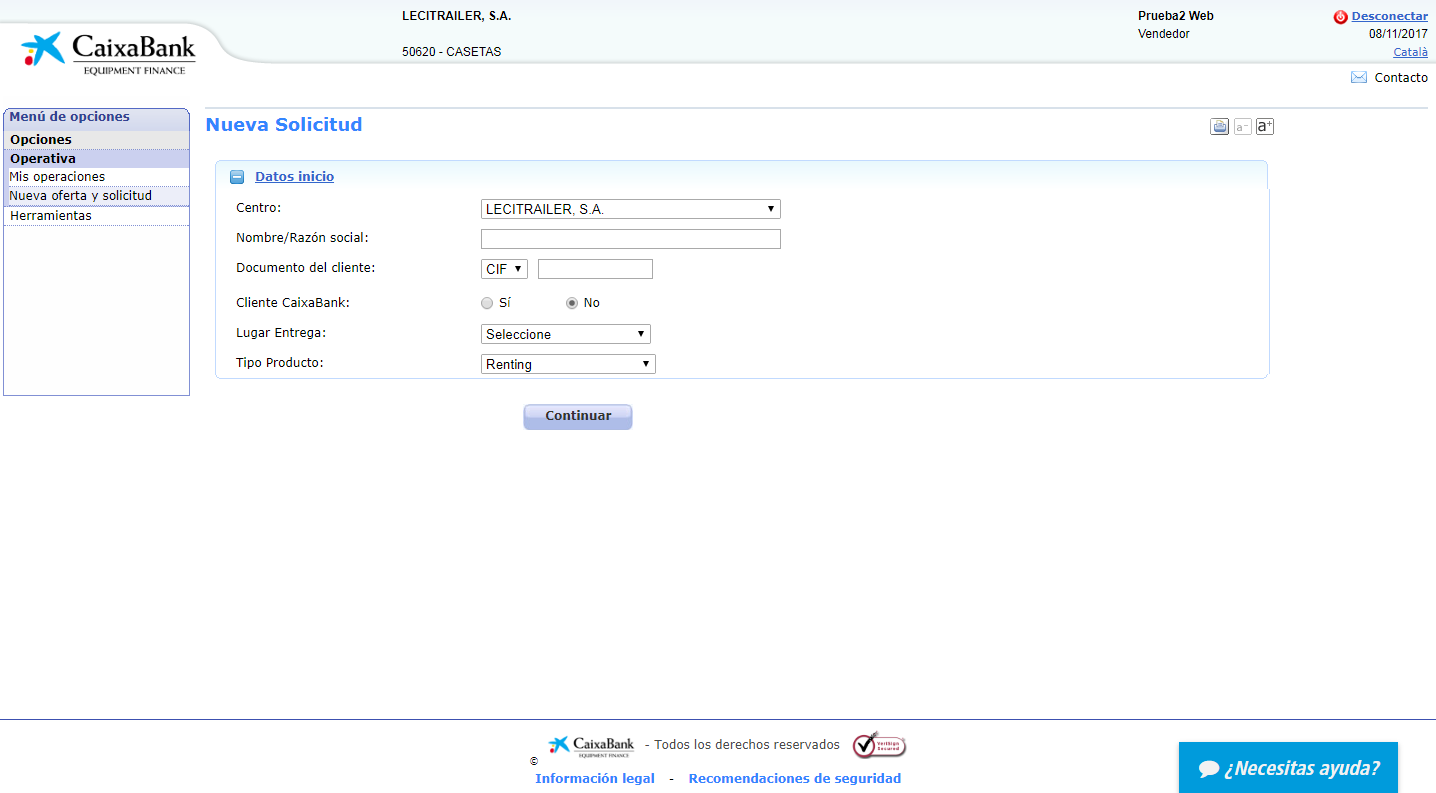 LECITRAILER, S.A.
50620 - CASETAS
Prueba2 Web
Vendedor
Desconectar
08/11/2017
Català
Contacto
CaixaBank
EQUIPMENT FINANCE
Menú de opciones
Opciones
Operativa
Mis operaciones
Nueva oferta y solicitud
Herramientas
Nueva Solicitud
a- a+
Datos inicio
Centro: LECITRAILER, S.A.
Nombre/Razón social:
Documento del cliente: CIF
Cliente CaixaBank: Sí No
Lugar Entrega: Seleccione
Tipo Producto: Renting
Continuar
CaixaBank
EQUIPMENT FINANCE
© - Todos los derechos reservados
VeriSign
Secured
Información legal - Recomendaciones de seguridad
¿Necesitas ayuda?